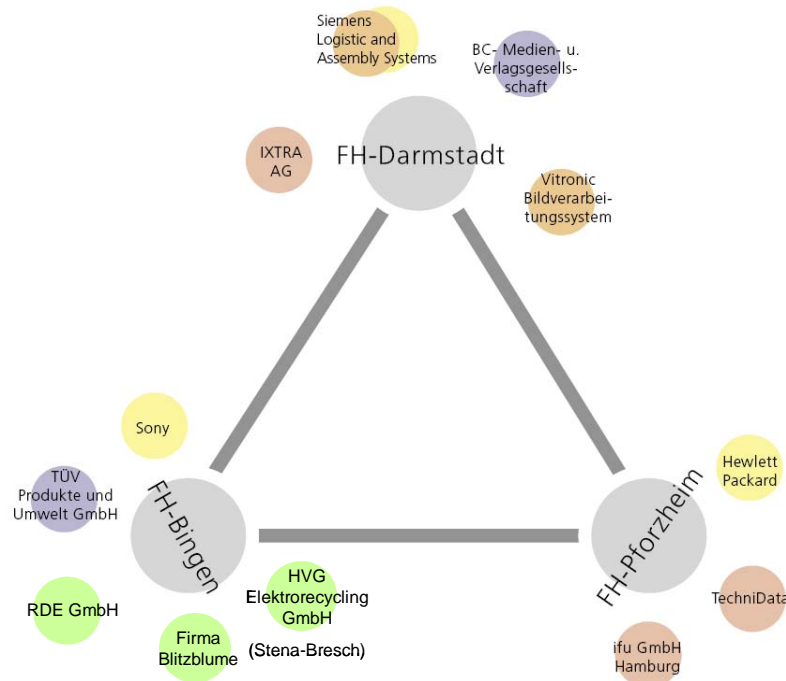 Siemens
Logistic and
Assembly Systems
BC- Medien- u.
Verlagsgesells-
schaft
IXTRA
AG
FH-Darmstadt
Vitronic
Bildverarbei-
tungssystem
Sony
TÜV
Produkte und
Umwelt GmbH
FH-Bingen
HVG
Elektrorecycling
GmbH
(Stena-Bresch)
RDE GmbH
Firma
Blitzblume
Hewlett
Packard
FH-Pforzheim
TechniData
ifu GmbH
Hamburg